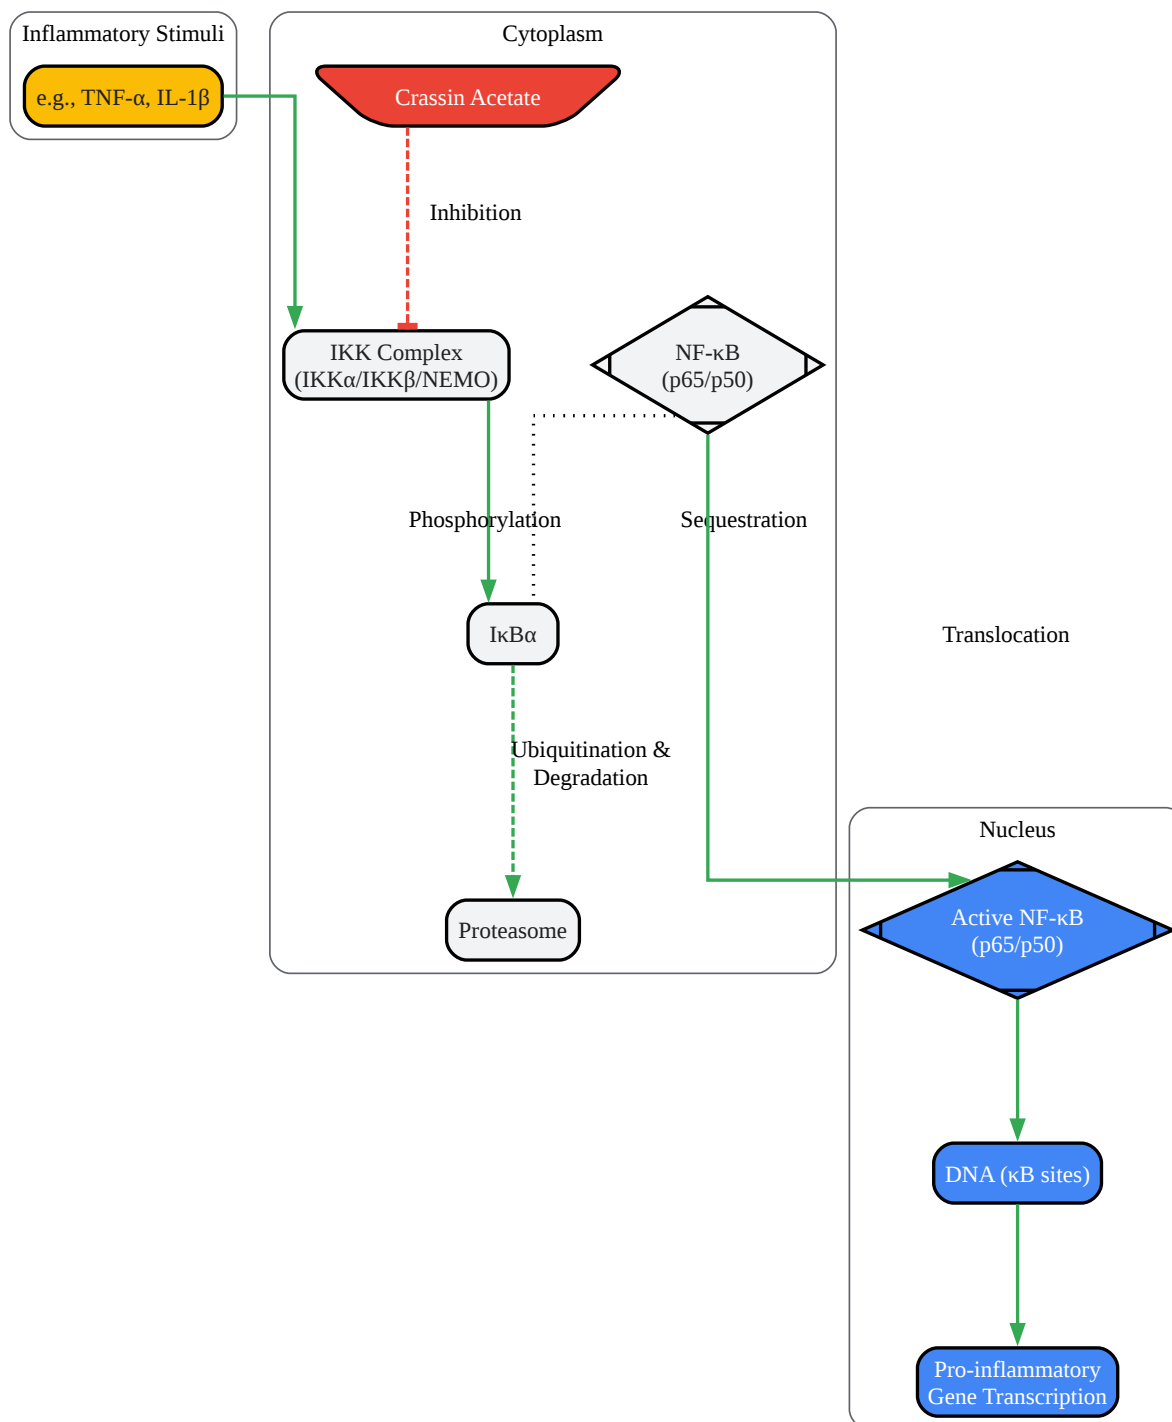 Inflammatory Stimuli
e.g., TNF-α, IL-1β
Cytoplasm
Crassin Acetate
Inhibition
IKK Complex
(IKKα/IKKβ/NEMO)
NF-κB
(p65/p50)
Phosphorylation
Sequestration
IκBα
Translocation
Ubiquitination &
Degradation
Proteasome
Nucleus
Active NF-κB
(p65/p50)
DNA (κB sites)
Pro-inflammatory
Gene Transcription